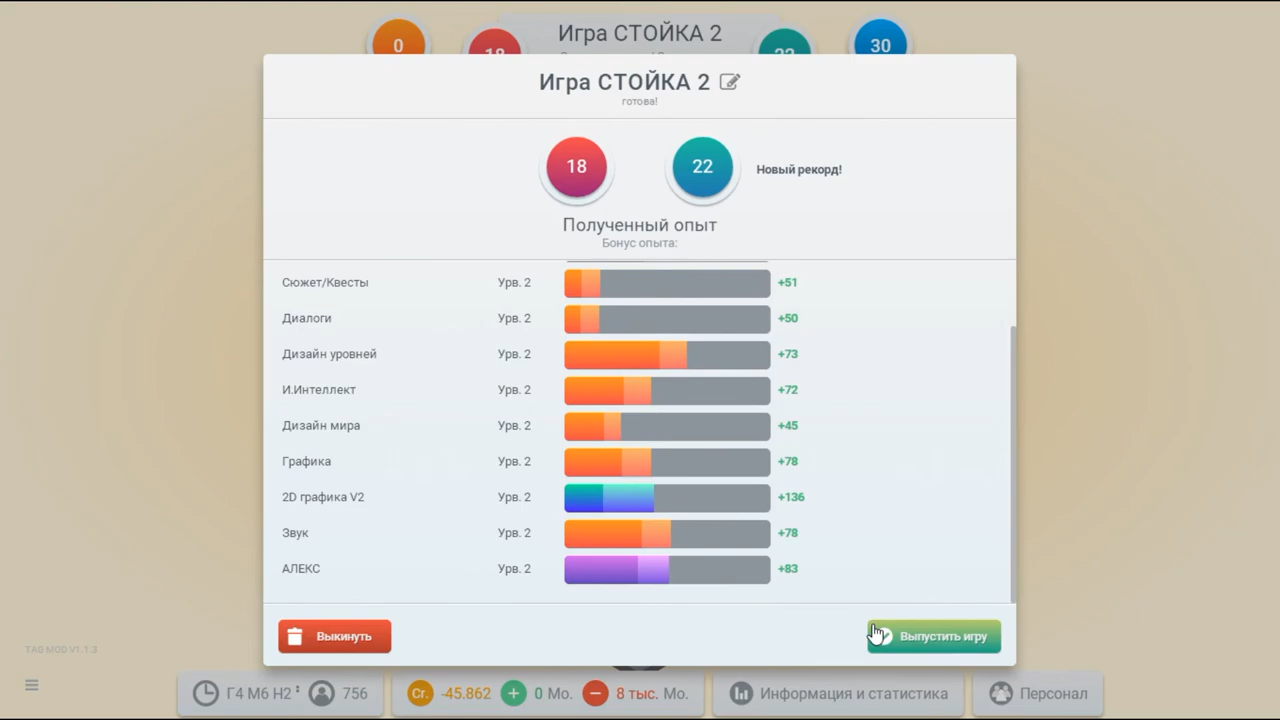 0
18
Игра СТОЙКА 2
22
30
Игра СТОЙКА 2
готова!
18
22
Новый рекорд!
Полученный опыт
Бонус опыта:
Сюжет/Квесты Урв. 2 +51
Диалоги Урв. 2 +50
Дизайн уровней Урв. 2 +73
И.Интеллект Урв. 2 +72
Дизайн мира Урв. 2 +45
Графика Урв. 2 +78
2D графика V2 Урв. 2 +136
Звук Урв. 2 +78
АЛЕКС Урв. 2 +83
Выкинуть
Выпустить игру
TAG MOD V1.1.3
Г4 М6 Н2 756
Cr. -45.862 0 Мо. 8 тыс. Мо.
Информация и статистика
Персонал